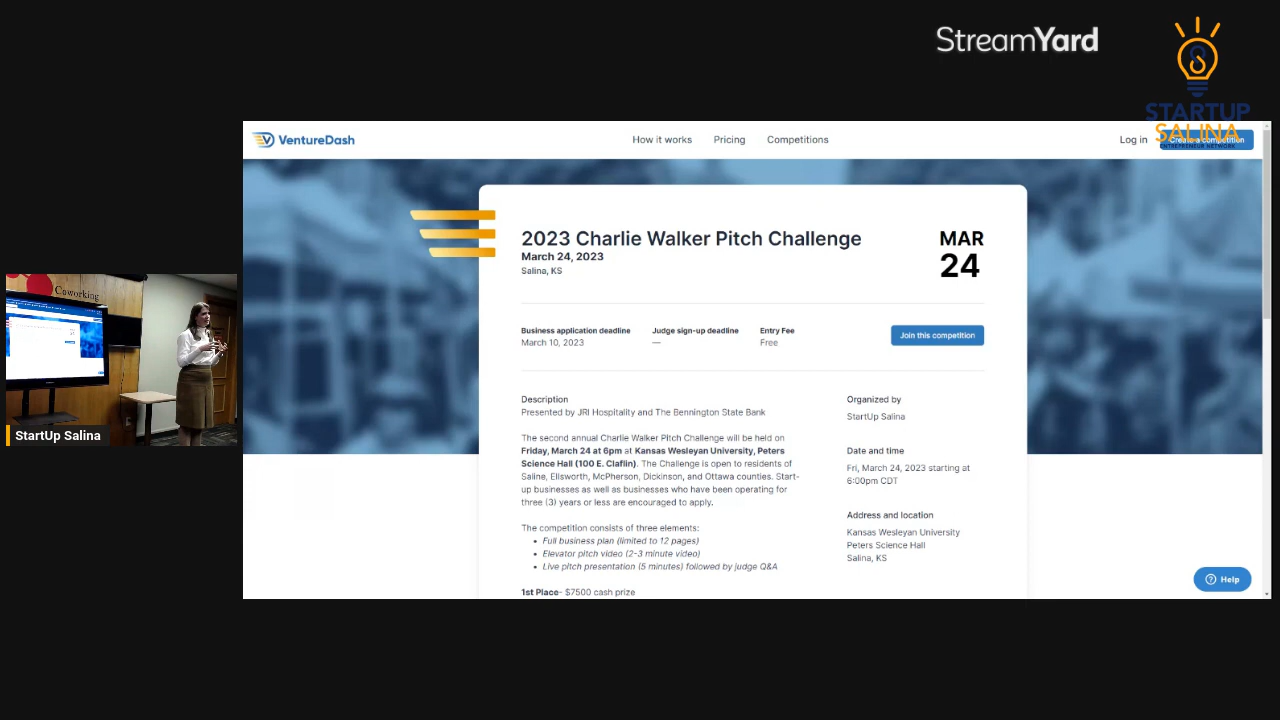 StreamYard
STARTUP
SALINA
ENTREPRENEUR NETWORK
VentureDash
How it works
Pricing
Competitions
Log in
2023 Charlie Walker Pitch Challenge
March 24, 2023
Salina, KS
MAR
24
Business application deadline
March 10, 2023
Judge sign-up deadline
—
Entry Fee
Free
Join this competition
Description
Presented by JRI Hospitality and The Bennington State Bank
The second annual Charlie Walker Pitch Challenge will be held on
Friday, March 24 at 6pm at Kansas Wesleyan University, Peters
Science Hall (100 E. Claflin). The Challenge is open to residents of
Saline, Ellsworth, McPherson, Dickinson, and Ottawa counties. Start-
up businesses as well as businesses who have been operating for
three (3) years or less are encouraged to apply.
The competition consists of three elements:
• Full business plan (limited to 12 pages)
• Elevator pitch video (2-3 minute video)
• Live pitch presentation (5 minutes) followed by judge Q&A
1st Place- $7500 cash prize
Organized by
StartUp Salina
Date and time
Fri, March 24, 2023 starting at
6:00pm CDT
Address and location
Kansas Wesleyan University
Peters Science Hall
Salina, KS
Help
Coworking
StartUp Salina